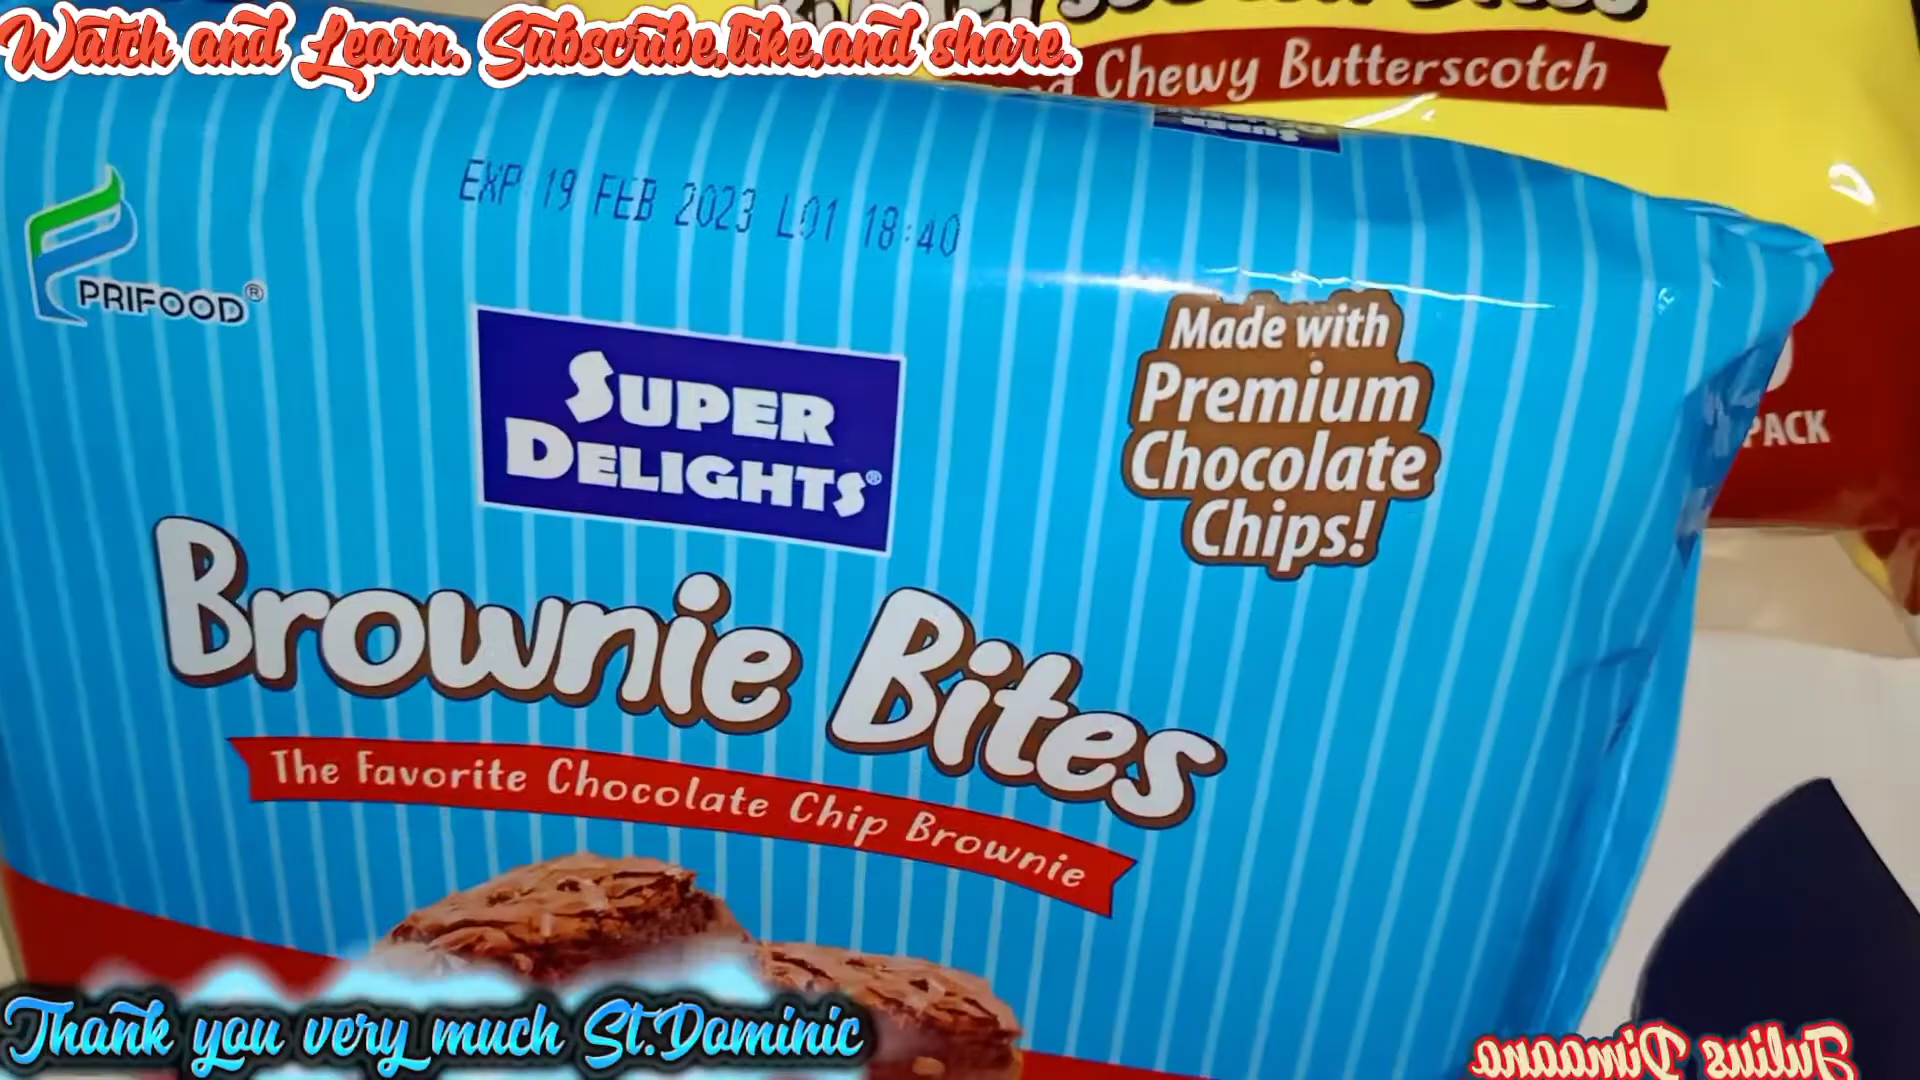 Watch and Learn. Subscribe,like,and share.
Chewy Butterscotch
EXP 19 FEB 2023 L01 18:40
PRIFOOD®
SUPER
DELIGHTS®
Made with
Premium
Chocolate
Chips!
PACK
Brownie Bites
The Favorite Chocolate Chip Brownie
Thank you very much St.Dominic
Julius Dimaano